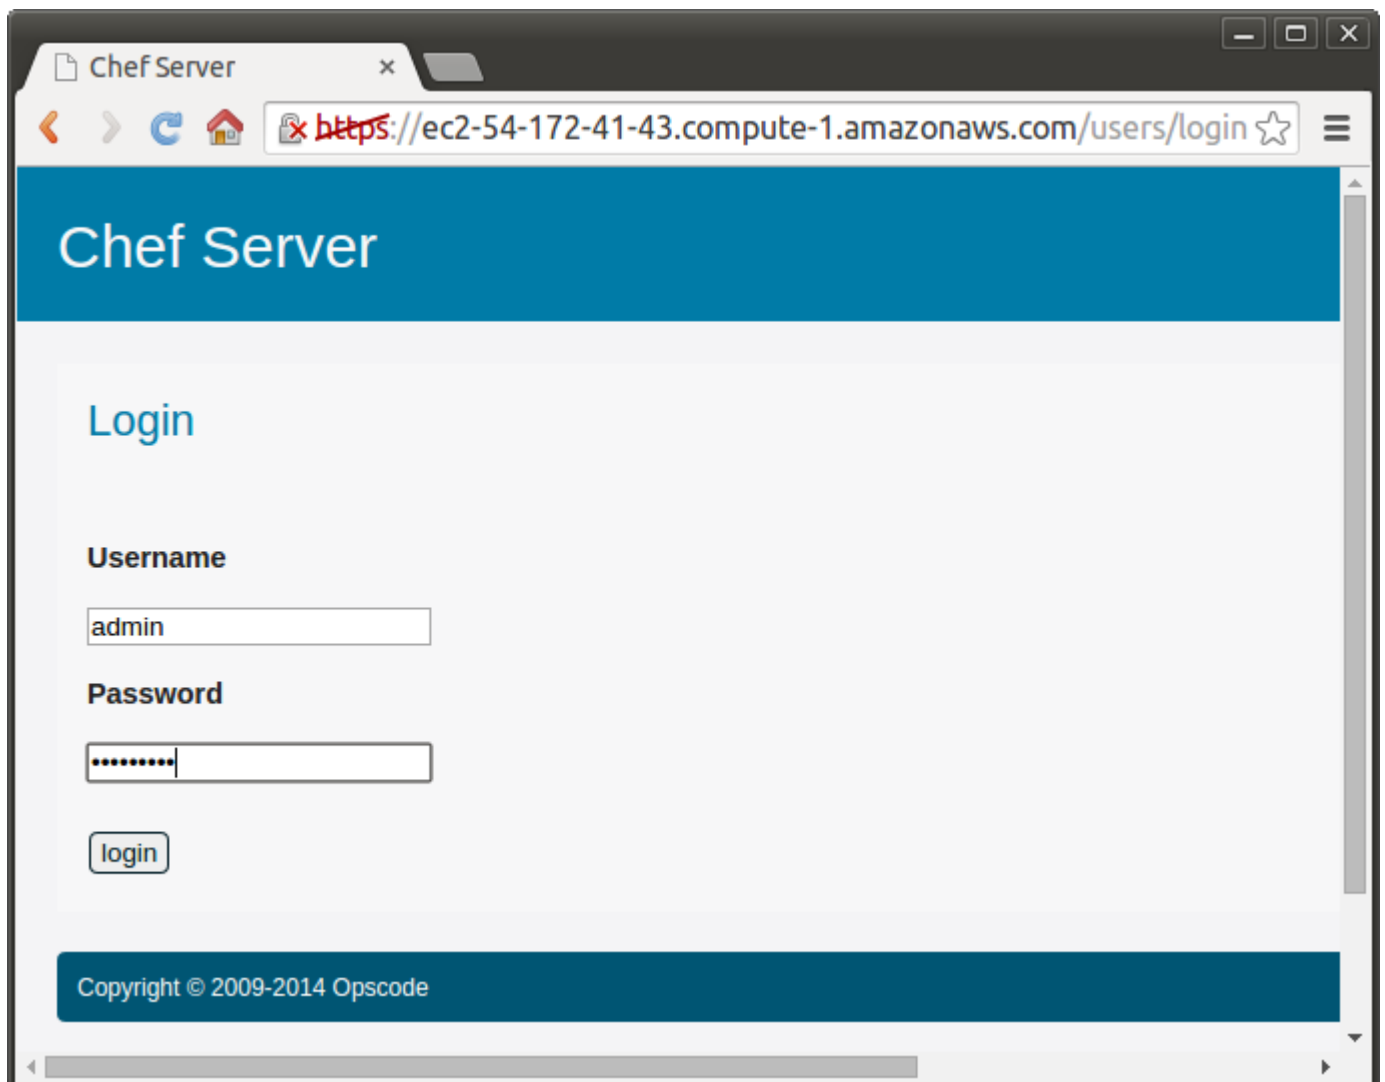 Chef Server
https://ec2-54-172-41-43.compute-1.amazonaws.com/users/login
Chef Server
Login
Username
admin
Password
•••••••••
login
Copyright © 2009-2014 Opscode